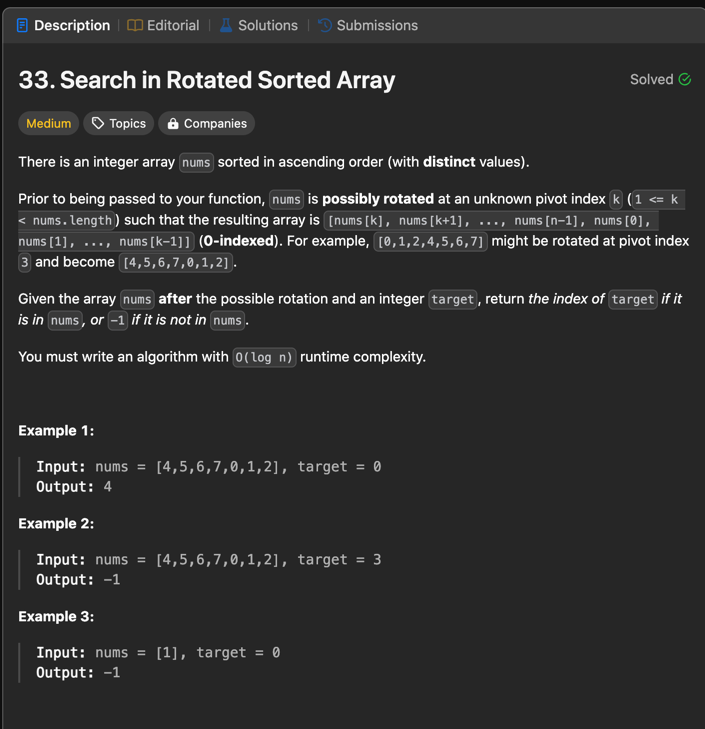 Description | Editorial | Solutions | Submissions
33. Search in Rotated Sorted Array
Solved
Medium Topics Companies
There is an integer array nums sorted in ascending order (with distinct values).
Prior to being passed to your function, nums is possibly rotated at an unknown pivot index k (1 <= k
< nums.length) such that the resulting array is [nums[k], nums[k+1], ..., nums[n-1], nums[0],
nums[1], ..., nums[k-1]] (0-indexed). For example, [0,1,2,4,5,6,7] might be rotated at pivot index
3 and become [4,5,6,7,0,1,2].
Given the array nums after the possible rotation and an integer target, return the index of target if it
is in nums, or -1 if it is not in nums.
You must write an algorithm with O(log n) runtime complexity.
Example 1:
Input: nums = [4,5,6,7,0,1,2], target = 0
Output: 4
Example 2:
Input: nums = [4,5,6,7,0,1,2], target = 3
Output: -1
Example 3:
Input: nums = [1], target = 0
Output: -1